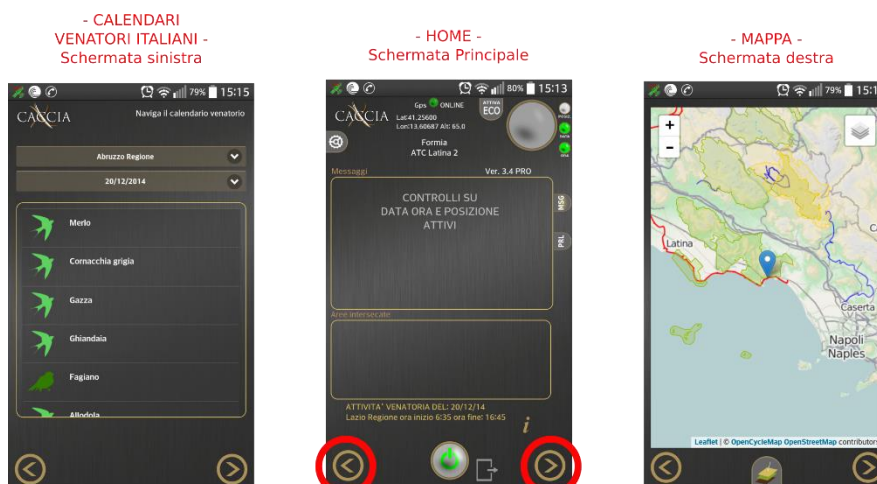 - CALENDARI
VENATORI ITALIANI -
Schermata sinistra
79% 15:15
CACCIA
Naviga il calendario venatorio
Abruzzo Regione
20/12/2014
Merlo
Cornacchia grigia
Gazza
Ghiandaia
Fagiano
Allodola
- HOME -
Schermata Principale
80% 15:13
CACCIA
Gps ONLINE
Lat:41,25600
Lon:13,60687 Alt: 65.0
ATTIVA
ECO
Formia
ATC Latina 2
Messaggi
Ver. 3.4 PRO
CONTROLLI SU
DATA ORA E POSIZIONE
ATTIVI
MSG
PRL
Aree intersecate
ATTIVITA' VENATORIA DEL: 20/12/14
Lazio Regione ora inizio 6:35 ora fine: 16:45
i
- MAPPA -
Schermata destra
79% 15:1
+
-
Latina
Caserta
Napoli
Naples
Leaflet | © OpenCycleMap OpenStreetMap contributors